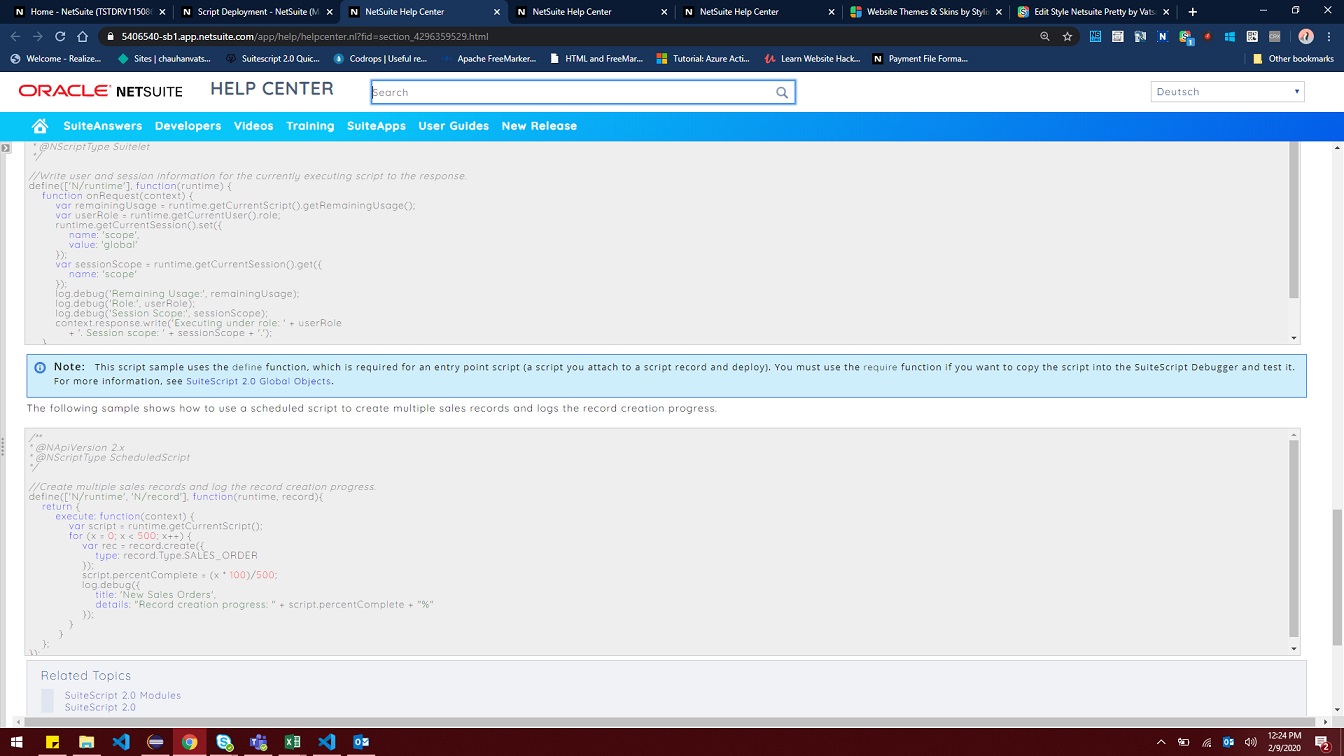 Home - NetSuite (TSTDRV11508
Script Deployment - NetSuite (M
NetSuite Help Center
NetSuite Help Center
NetSuite Help Center
Website Themes & Skins by Stylis
Edit Style Netsuite Pretty by Vats
5406540-sb1.app.netsuite.com/app/help/helpcenter.nl?fid=section_4296359529.html
Welcome - Realize...
Sites | chauhanvats...
Suitescript 2.0 Quic...
Codrops | Useful re...
Apache FreeMarker...
HTML and FreeMar...
Tutorial: Azure Acti...
Learn Website Hack...
Payment File Forma...
Other bookmarks
ORACLE NETSUITE
HELP CENTER
Search
Deutsch
SuiteAnswers Developers Videos Training SuiteApps User Guides New Release
* @NScriptType Suitelet
*/
//Write user and session information for the currently executing script to the response.
define(['N/runtime'], function(runtime) {
function onRequest(context) {
var remainingUsage = runtime.getCurrentScript().getRemainingUsage();
var userRole = runtime.getCurrentUser().role;
runtime.getCurrentSession().set({
name: 'scope',
value: 'global'
});
var sessionScope = runtime.getCurrentSession().get({
name: 'scope'
});
log.debug('Remaining Usage:', remainingUsage);
log.debug('Role:', userRole);
log.debug('Session Scope:', sessionScope);
context.response.write('Executing under role: ' + userRole
+ '. Session scope: ' + sessionScope + '.');
}
Note: This script sample uses the define function, which is required for an entry point script (a script you attach to a script record and deploy). You must use the require function if you want to copy the script into the SuiteScript Debugger and test it.
For more information, see SuiteScript 2.0 Global Objects.
The following sample shows how to use a scheduled script to create multiple sales records and logs the record creation progress.
/**
* @NApiVersion 2.x
* @NScriptType ScheduledScript
*/
//Create multiple sales records and log the record creation progress.
define(['N/runtime', 'N/record'], function(runtime, record){
return {
execute: function(context) {
var script = runtime.getCurrentScript();
for (x = 0; x < 500; x++) {
var rec = record.create({
type: record.Type.SALES_ORDER
});
script.percentComplete = (x * 100)/500;
log.debug({
title: 'New Sales Orders',
details: "Record creation progress: " + script.percentComplete + "%"
});
}
}
};
});
Related Topics
SuiteScript 2.0 Modules
SuiteScript 2.0
12:24 PM
2/9/2020
2